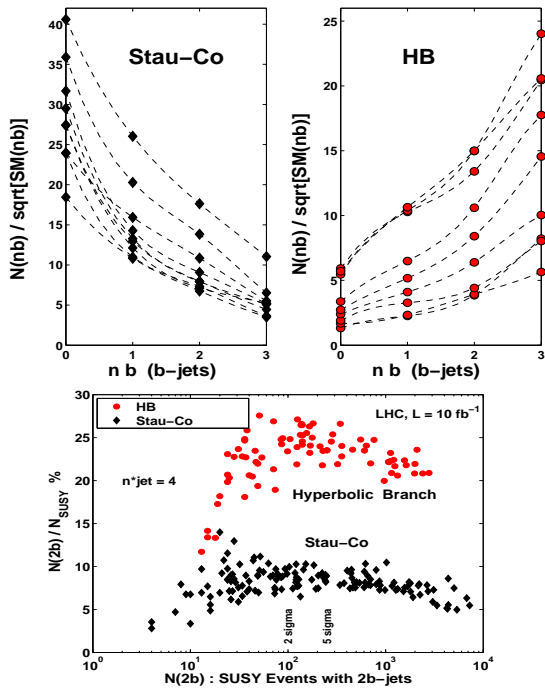 Stau-Co
N(nb) / sqrt[SM(nb)]
40
35
30
25
20
15
10
5
0
0 1 2 3
n b (b-jets)
HB
N(nb) / sqrt[SM(nb)]
25
20
15
10
5
0
0 1 2 3
n b (b-jets)
HB
Stau-Co
LHC, L = 10 fb⁻¹
n*jet = 4
Hyperbolic Branch
Stau-Co
2 sigma
5 sigma
N(2b) / N_SUSY %
30
25
20
15
10
5
0
10⁰ 10¹ 10² 10³ 10⁴
N(2b) : SUSY Events with 2b-jets